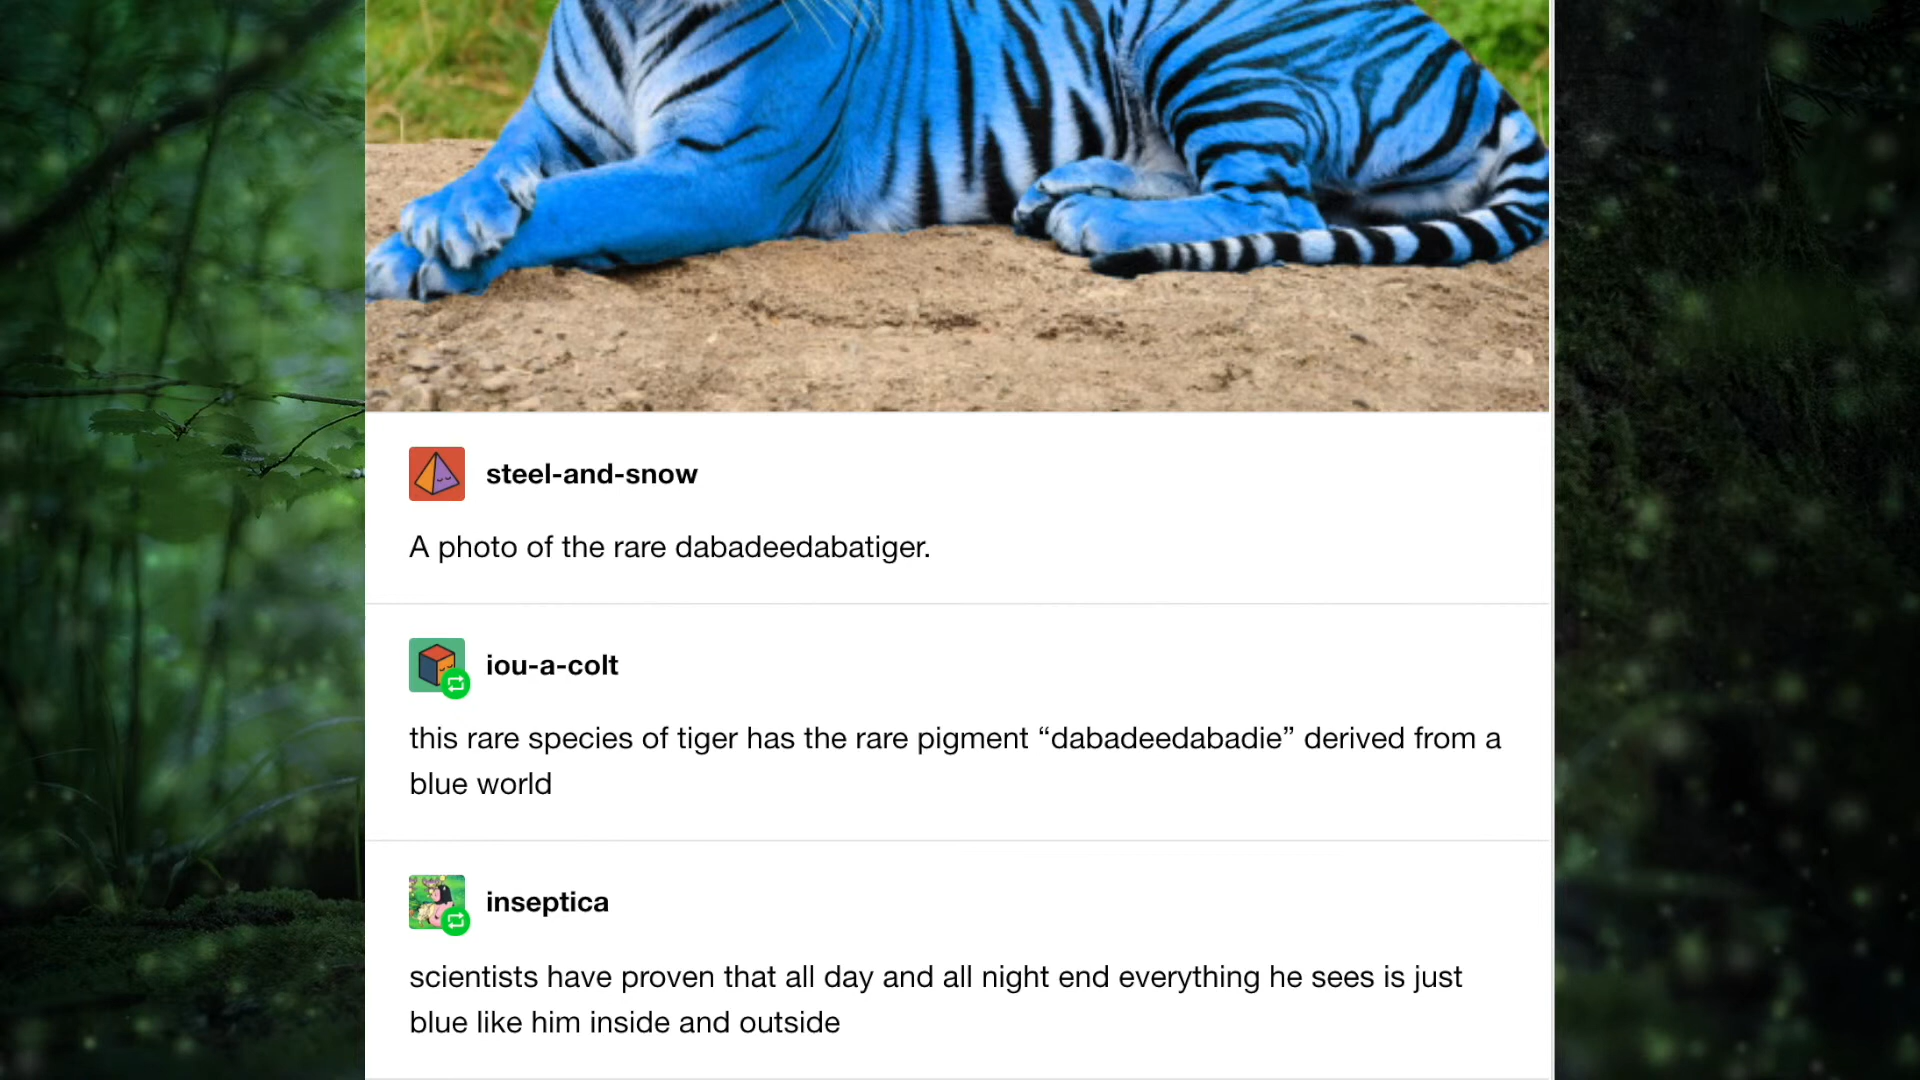 steel-and-snow
A photo of the rare dabadeedabatiger.
iou-a-colt
this rare species of tiger has the rare pigment “dabadeedabadie” derived from a
blue world
inseptica
scientists have proven that all day and all night end everything he sees is just
blue like him inside and outside